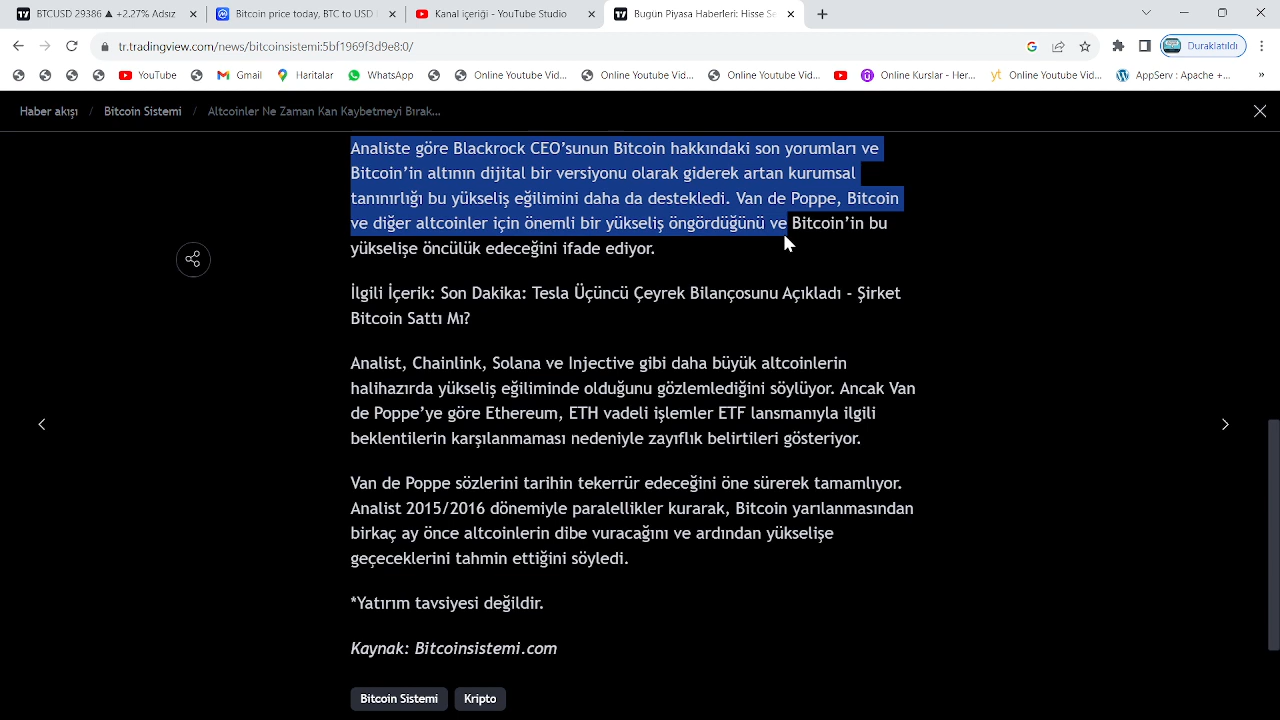 BTCUSD 29386 ▲ +2.27% Adsız
Bitcoin price today, BTC to USD l
Kanal içeriği - YouTube Studio
Bugün Piyasa Haberleri: Hisse Se
tr.tradingview.com/news/bitcoinsistemi:5bf1969f3d9e8:0/
Duraklatıldı
YouTube
Gmail
Haritalar
WhatsApp
Online Youtube Vid...
Online Youtube Vid...
Online Youtube Vid...
Online Kurslar - Her...
yt Online Youtube Vid...
AppServ : Apache +...
»
Haber akışı / Bitcoin Sistemi / Altcoinler Ne Zaman Kan Kaybetmeyi Bırak...
Analiste göre Blackrock CEO’sunun Bitcoin hakkındaki son yorumları ve
Bitcoin’in altının dijital bir versiyonu olarak giderek artan kurumsal
tanınırlığı bu yükseliş eğilimini daha da destekledi. Van de Poppe, Bitcoin
ve diğer altcoinler için önemli bir yükseliş öngördüğünü ve Bitcoin’in bu
yükselişe öncülük edeceğini ifade ediyor.
İlgili İçerik: Son Dakika: Tesla Üçüncü Çeyrek Bilançosunu Açıkladı - Şirket
Bitcoin Sattı Mı?
Analist, Chainlink, Solana ve Injective gibi daha büyük altcoinlerin
halihazırda yükseliş eğiliminde olduğunu gözlemlediğini söylüyor. Ancak Van
de Poppe’ye göre Ethereum, ETH vadeli işlemler ETF lansmanıyla ilgili
beklentilerin karşılanmaması nedeniyle zayıflık belirtileri gösteriyor.
Van de Poppe sözlerini tarihin tekerrür edeceğini öne sürerek tamamlıyor.
Analist 2015/2016 dönemiyle paralellikler kurarak, Bitcoin yarılanmasından
birkaç ay önce altcoinlerin dibe vuracağını ve ardından yükselişe
geçeceklerini tahmin ettiğini söyledi.
*Yatırım tavsiyesi değildir.
Kaynak: Bitcoinsistemi.com
Bitcoin Sistemi
Kripto